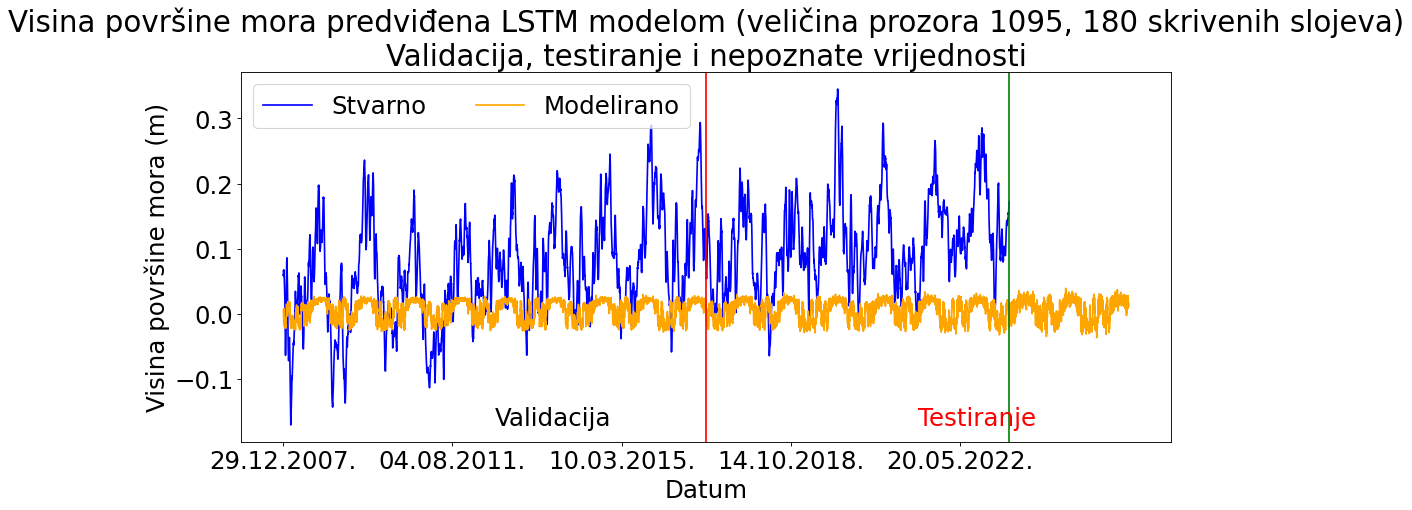 Visina površine mora predviđena LSTM modelom (veličina prozora 1095, 180 skrivenih slojeva)
Validacija, testiranje i nepoznate vrijednosti
Stvarno
Modelirano
Visina površine mora (m)
0.3
0.2
0.1
0.0
−0.1
Validacija
Testiranje
29.12.2007.
04.08.2011.
10.03.2015.
14.10.2018.
20.05.2022.
Datum